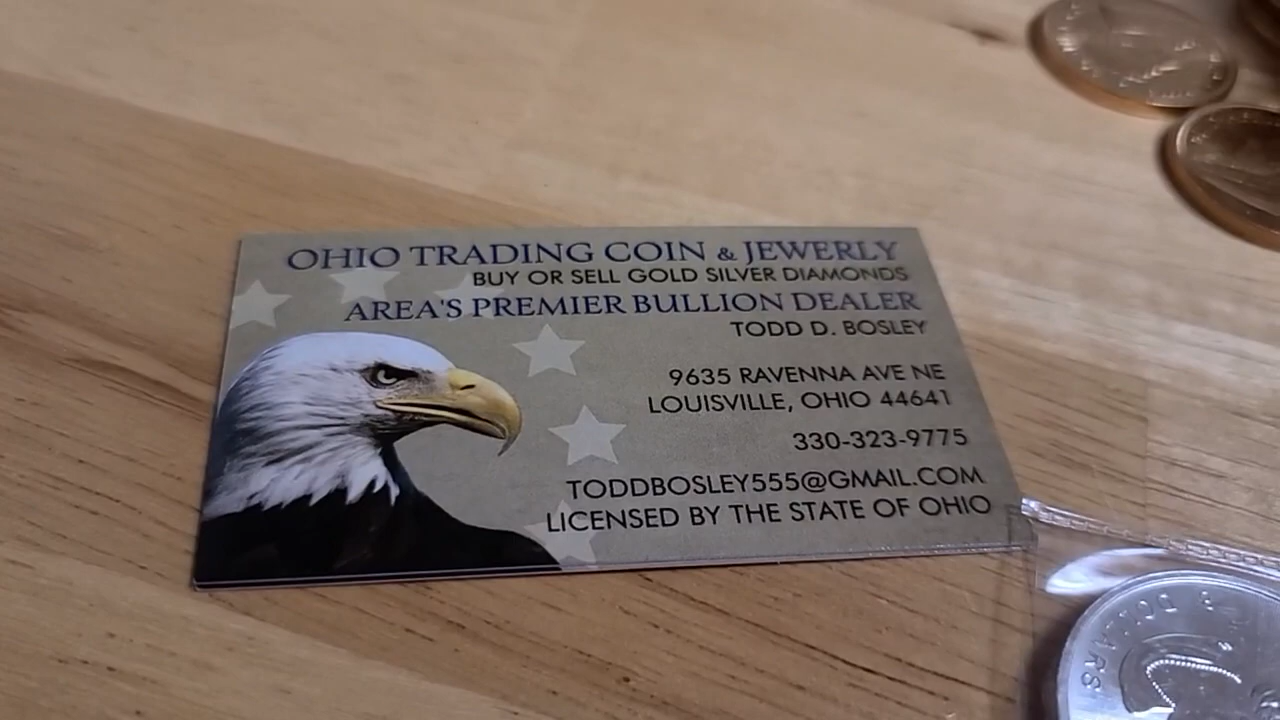 OHIO TRADING COIN & JEWERLY
BUY OR SELL GOLD SILVER DIAMONDS
AREA'S PREMIER BULLION DEALER
TODD D. BOSLEY
9635 RAVENNA AVE NE
LOUISVILLE, OHIO 44641
330-323-9775
TODDBOSLEY555@GMAIL.COM
LICENSED BY THE STATE OF OHIO
DOLLARS